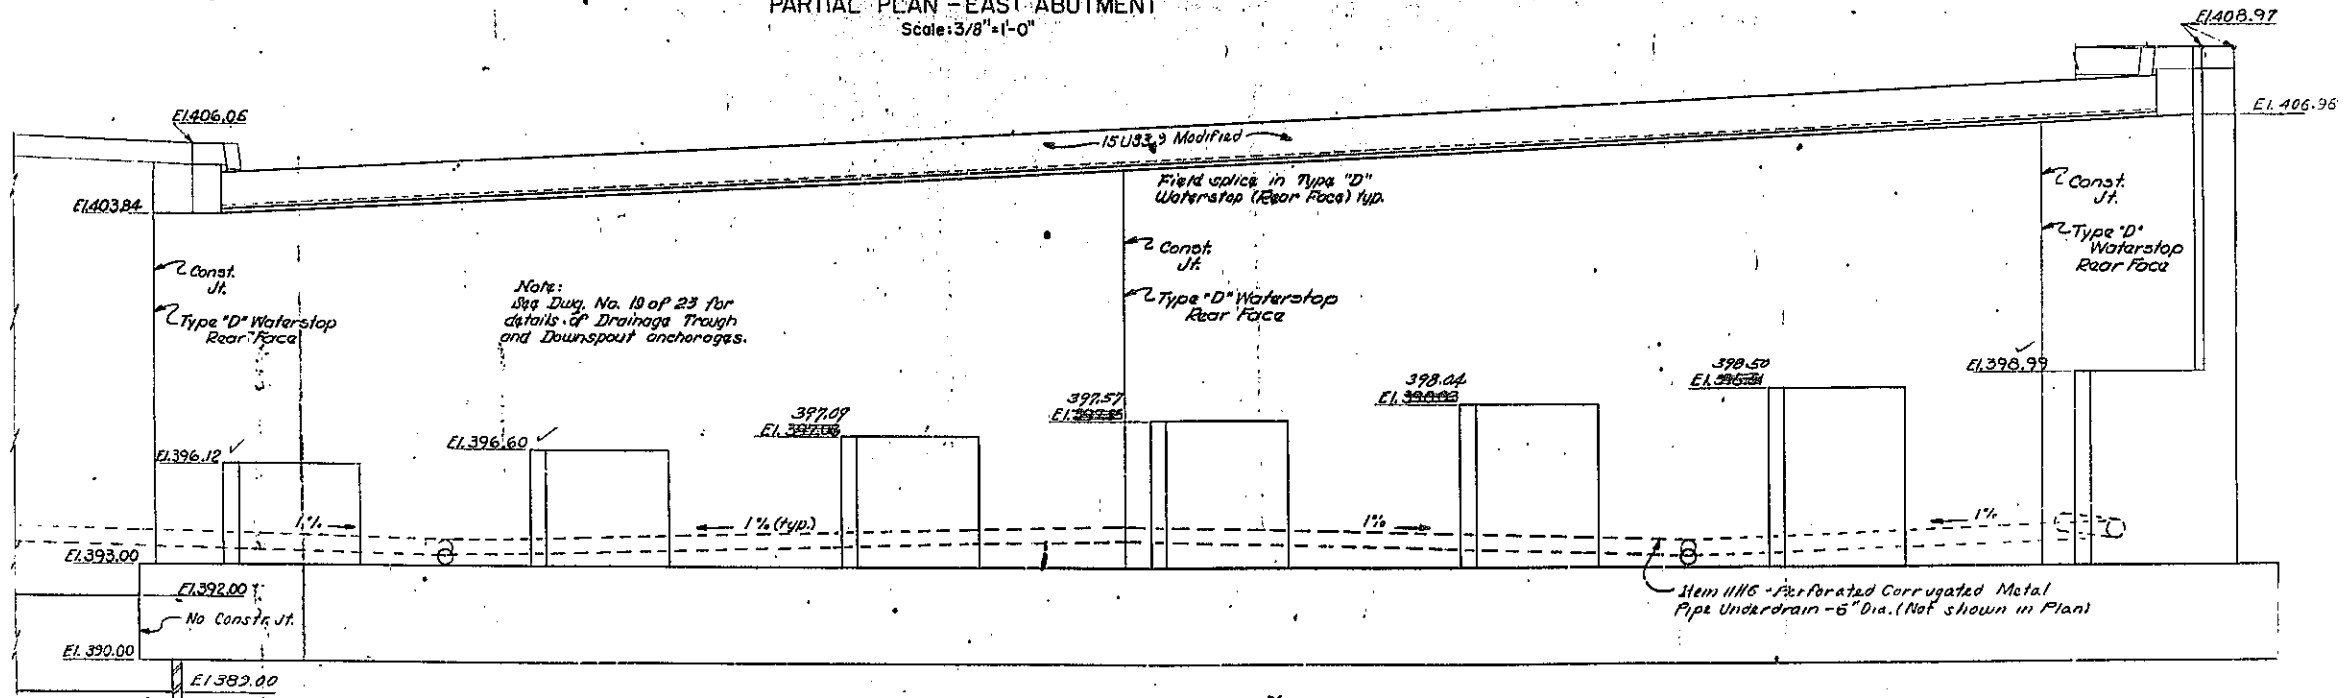 PARTIAL PLAN - EAST ABUTMENT
Scale: 3/8"=1'-0"
El.408.97
El.406.06
El.406.96
15U33.9 Modified
Field splice in Type "D"
Waterstop (Rear Face) typ.
El.403.84
Const.
Jt.
Type "D" Waterstop
Rear Face
Note:
See Dwg. No. 19 of 23 for
details of Drainage Trough
and Downspout anchorages.
Const.
Jt.
Type "D" Waterstop
Rear Face
Const.
Jt.
Type "D"
Waterstop
Rear Face
El.396.12
El.396.60
397.09
El.
397.57
El.
398.04
El.
398.50
El.
El.398.99
1%
1% (typ.)
1%
1%
El.393.00
El.392.00
No Constr. Jt.
El.390.00
El 389.00
Perforated Corrugated Metal
Pipe Underdrain - 6" Dia. (Not shown in Plan)